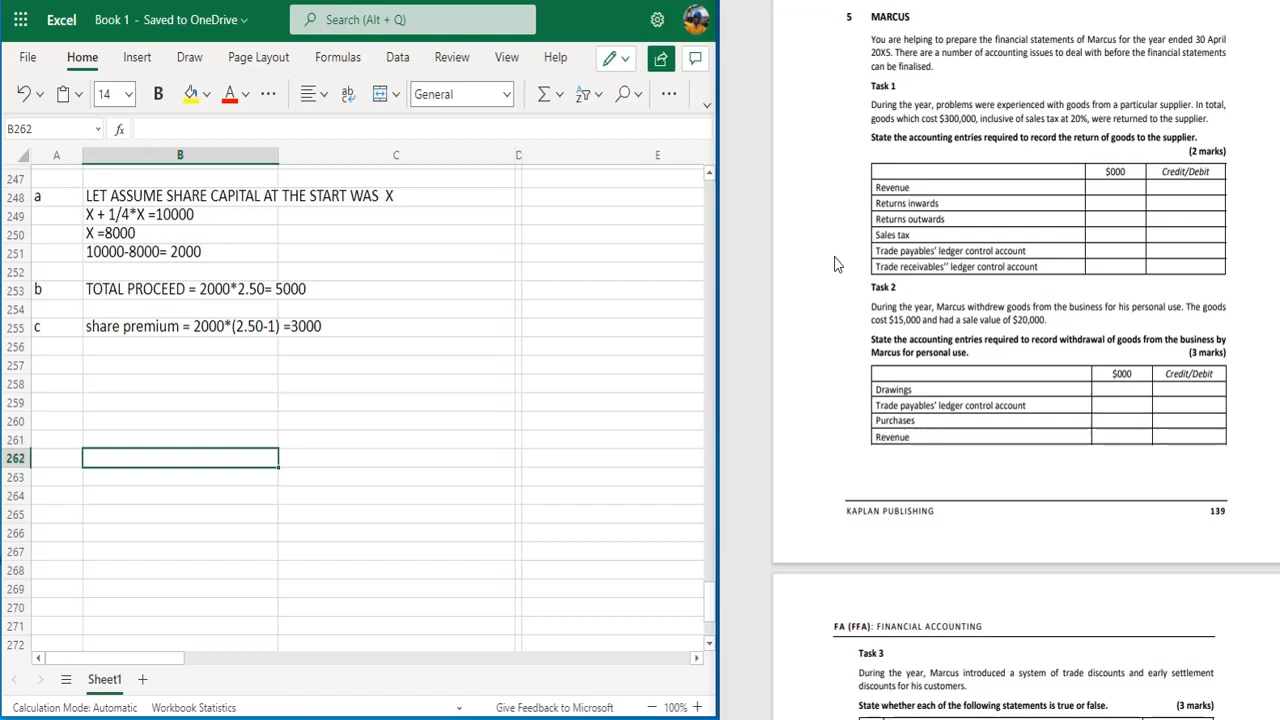 Excel
Book 1 - Saved to OneDrive
Search (Alt + Q)
File Home Insert Draw Page Layout Formulas Data Review View Help
14 B A General
B262 fx
A B C D E
247
248 a LET ASSUME SHARE CAPITAL AT THE START WAS X
249 X + 1/4*X =10000
250 X =8000
251 10000-8000= 2000
252
253 b TOTAL PROCEED = 2000*2.50= 5000
254
255 c share premium = 2000*(2.50-1) =3000
256
257
258
259
260
261
262
263
264
265
266
267
268
269
270
271
272
Sheet1
Calculation Mode: Automatic Workbook Statistics Give Feedback to Microsoft 100%
5 MARCUS
You are helping to prepare the financial statements of Marcus for the year ended 30 April
20X5. There are a number of accounting issues to deal with before the financial statements
can be finalised.
Task 1
During the year, problems were experienced with goods from a particular supplier. In total,
goods which cost $300,000, inclusive of sales tax at 20%, were returned to the supplier.
State the accounting entries required to record the return of goods to the supplier.
(2 marks)
$000 Credit/Debit
Revenue
Returns inwards
Returns outwards
Sales tax
Trade payables' ledger control account
Trade receivables'' ledger control account
Task 2
During the year, Marcus withdrew goods from the business for his personal use. The goods
cost $15,000 and had a sale value of $20,000.
State the accounting entries required to record withdrawal of goods from the business by
Marcus for personal use. (3 marks)
$000 Credit/Debit
Drawings
Trade payables' ledger control account
Purchases
Revenue
KAPLAN PUBLISHING 139
FA (FFA): FINANCIAL ACCOUNTING
Task 3
During the year, Marcus introduced a system of trade discounts and early settlement
discounts for his customers.
State whether each of the following statements is true or false. (3 marks)